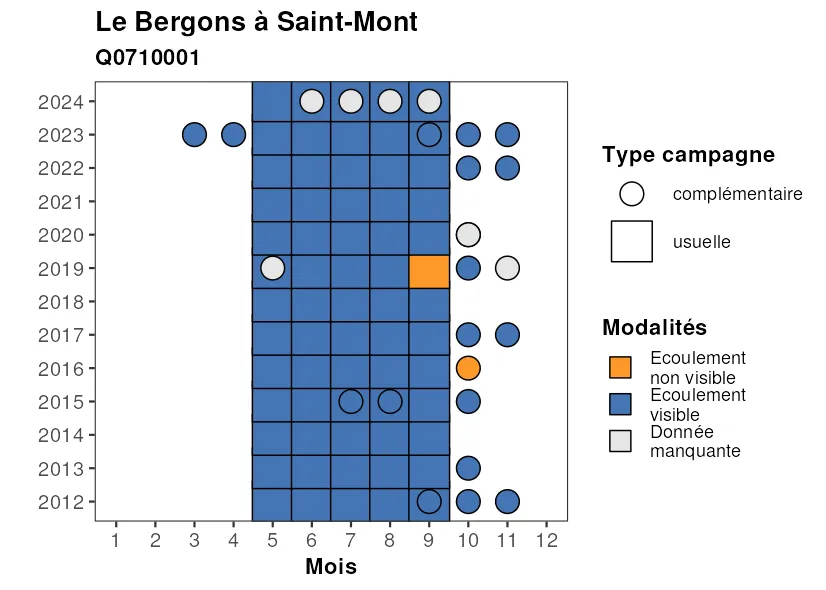 Le Bergons à Saint-Mont
Q0710001
2024
2023
2022
2021
2020
2019
2018
2017
2016
2015
2014
2013
2012
1 2 3 4 5 6 7 8 9 10 11 12
Mois
Type campagne
complémentaire
usuelle
Modalités
Ecoulement
non visible
Ecoulement
visible
Donnée
manquante